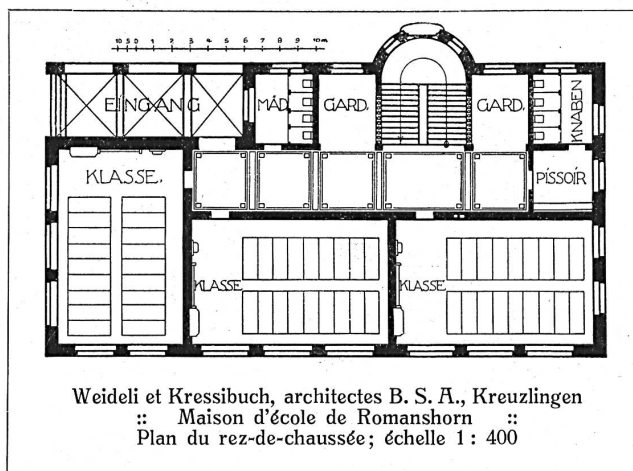 10 5 0 1 2 3 4 5 6 7 8 9 10 m
EINGANG MÄD. GARD. GARD. KNABEN
KLASSE. PISSOIR
KLASSE KLASSE
Weideli et Kressibuch, architectes B. S. A., Kreuzlingen
:: Maison d'école de Romanshorn ::
Plan du rez-de-chaussée; échelle 1 : 400